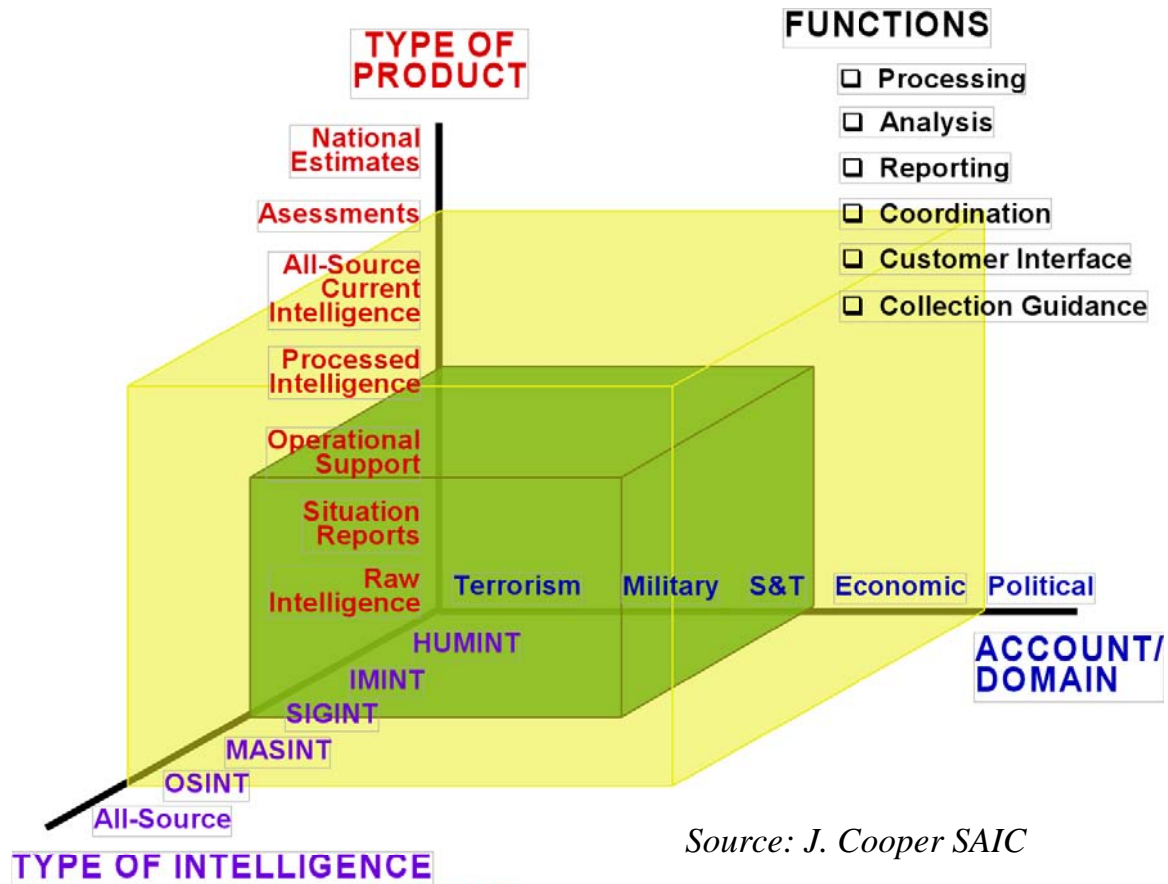 TYPE OF
PRODUCT
National
Estimates
Asessments
All-Source
Current
Intelligence
Processed
Intelligence
Operational
Support
Situation
Reports
Raw
Intelligence
FUNCTIONS
❑ Processing
❑ Analysis
❑ Reporting
❑ Coordination
❑ Customer Interface
❑ Collection Guidance
Terrorism Military S&T Economic Political
ACCOUNT/
DOMAIN
HUMINT
IMINT
SIGINT
MASINT
OSINT
All-Source
TYPE OF INTELLIGENCE
Source: J. Cooper SAIC